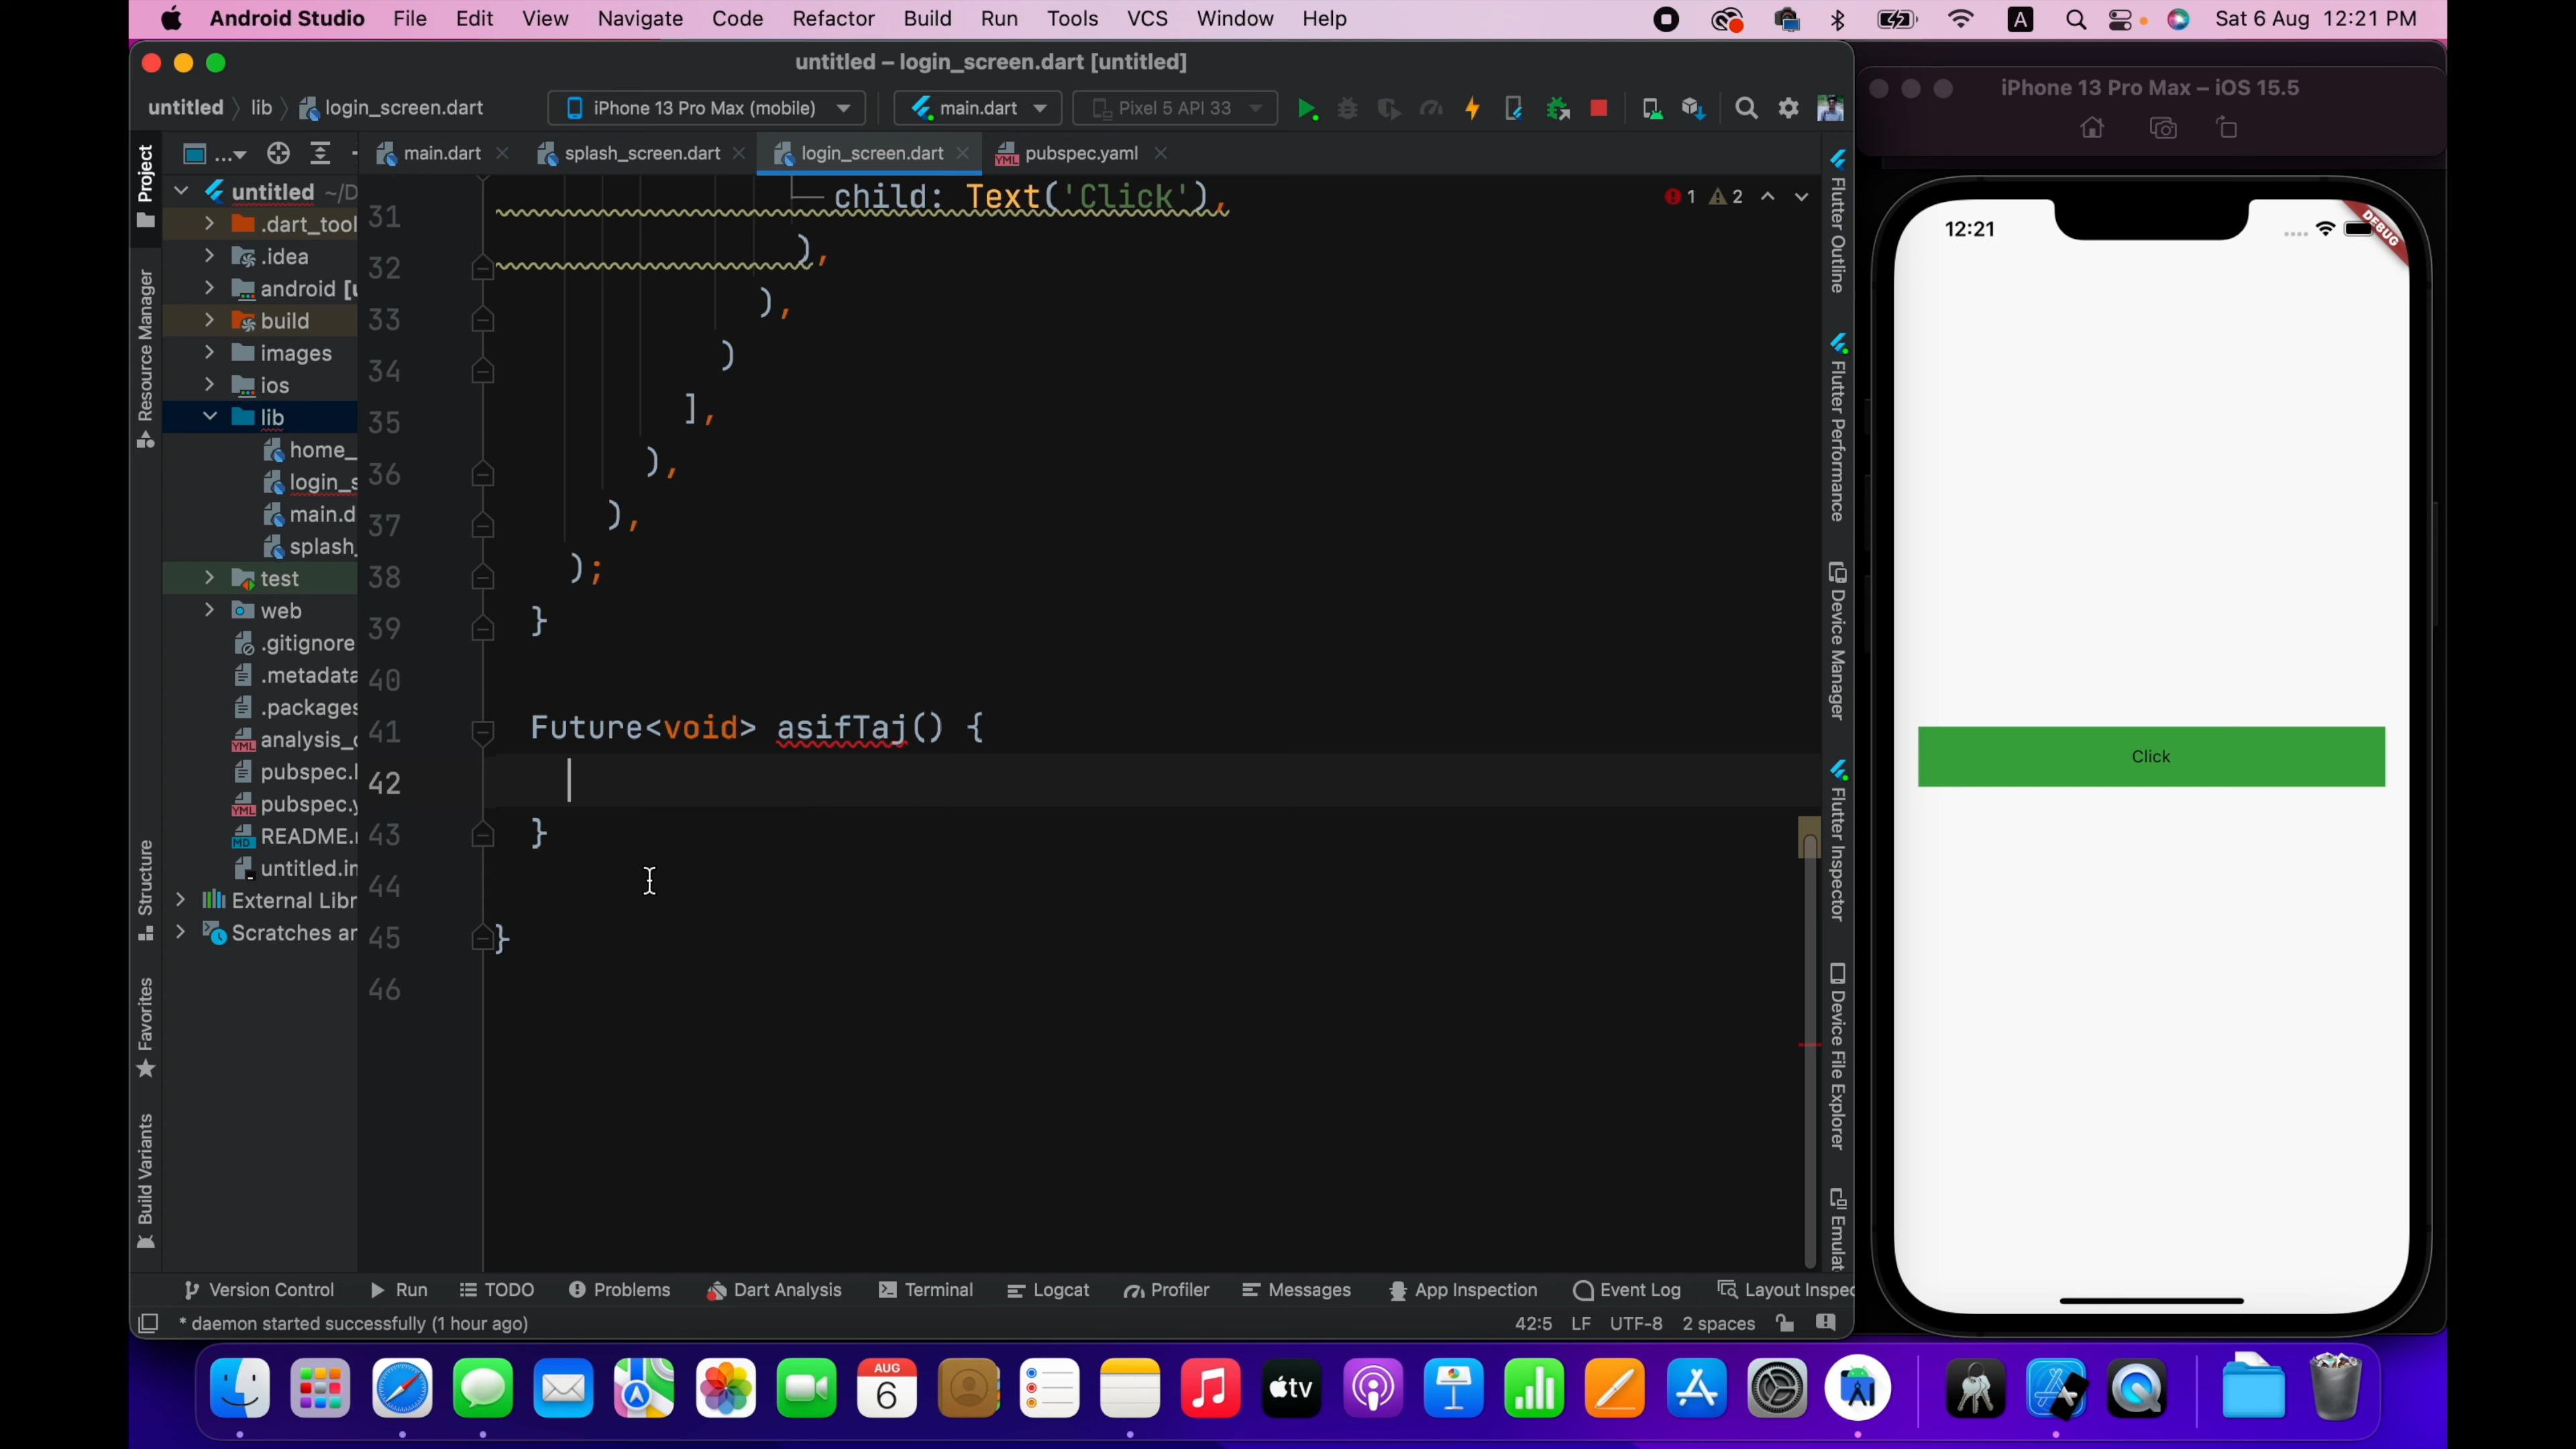 Android Studio File Edit View Navigate Code Refactor Build Run Tools VCS Window Help
A Sat 6 Aug 12:21 PM
untitled – login_screen.dart [untitled]
iPhone 13 Pro Max – iOS 15.5
untitled lib login_screen.dart
iPhone 13 Pro Max (mobile)
main.dart
Pixel 5 API 33
... main.dart splash_screen.dart login_screen.dart pubspec.yaml
Project
Resource Manager
Structure
Favorites
Build Variants
untitled ~/D
.dart_tool
.idea
android [u
build
images
ios
lib
home_
login_s
main.d
splash_
test
web
.gitignore
.metadata
.packages
analysis_o
pubspec.l
pubspec.y
README.r
untitled.im
External Libr
Scratches ar
31 child: Text('Click'),
32 ),
33 ),
34 )
35 ],
36 ),
37 ),
38 );
39 }
40
41 Future<void> asifTaj() {
42
43 }
44
45 }
46
1 2
Flutter Outline
Flutter Performance
Device Manager
Flutter Inspector
Device File Explorer
Emulat
12:21
DEBUG
Click
Version Control Run TODO Problems Dart Analysis Terminal Logcat Profiler Messages App Inspection Event Log Layout Inspec
* daemon started successfully (1 hour ago)
42:5 LF UTF-8 2 spaces
AUG
6
tv